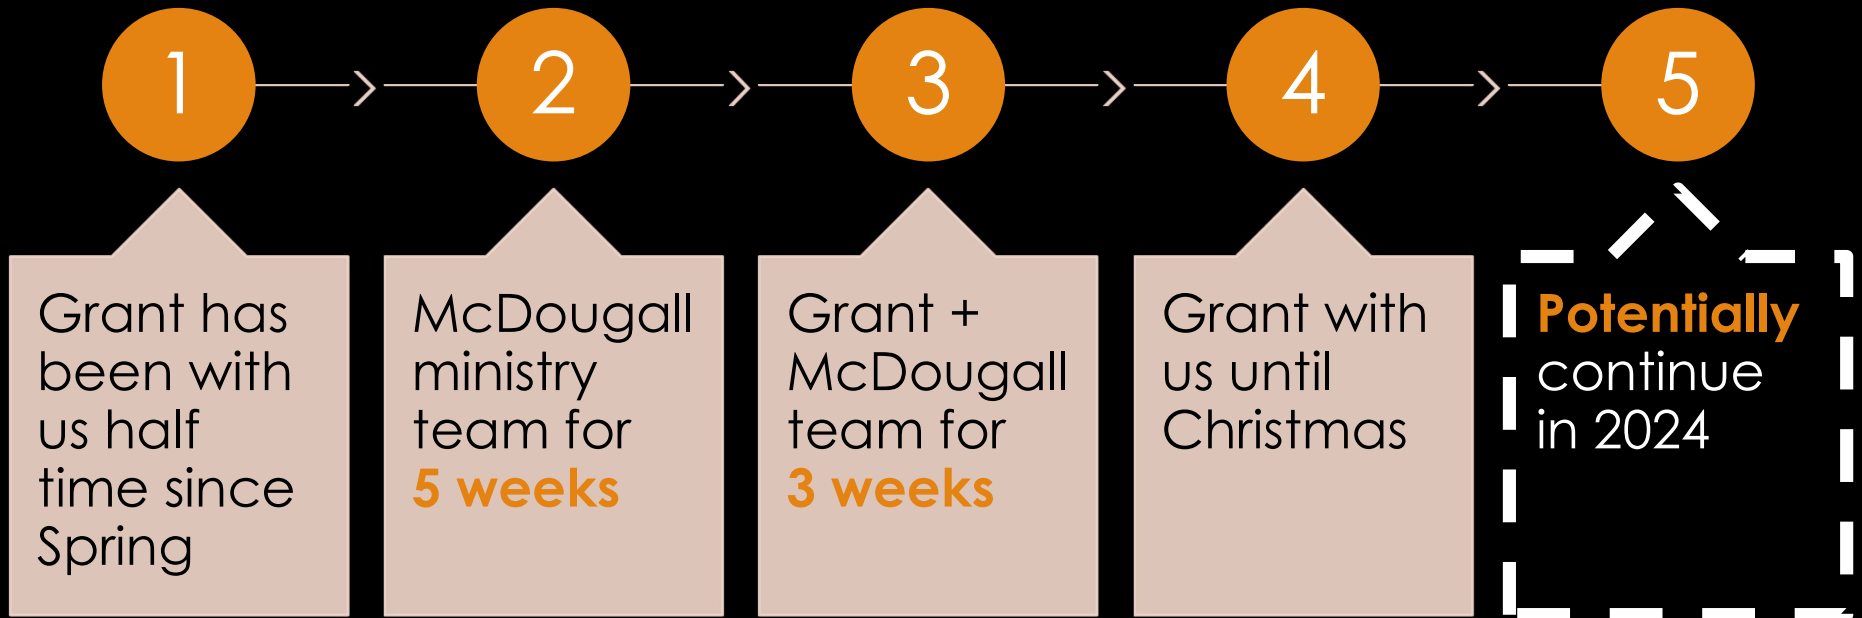 1
2
3
4
5
Grant has
been with
us half
time since
Spring
McDougall
ministry
team for
5 weeks
Grant +
McDougall
team for
3 weeks
Grant with
us until
Christmas
Potentially
continue
in 2024